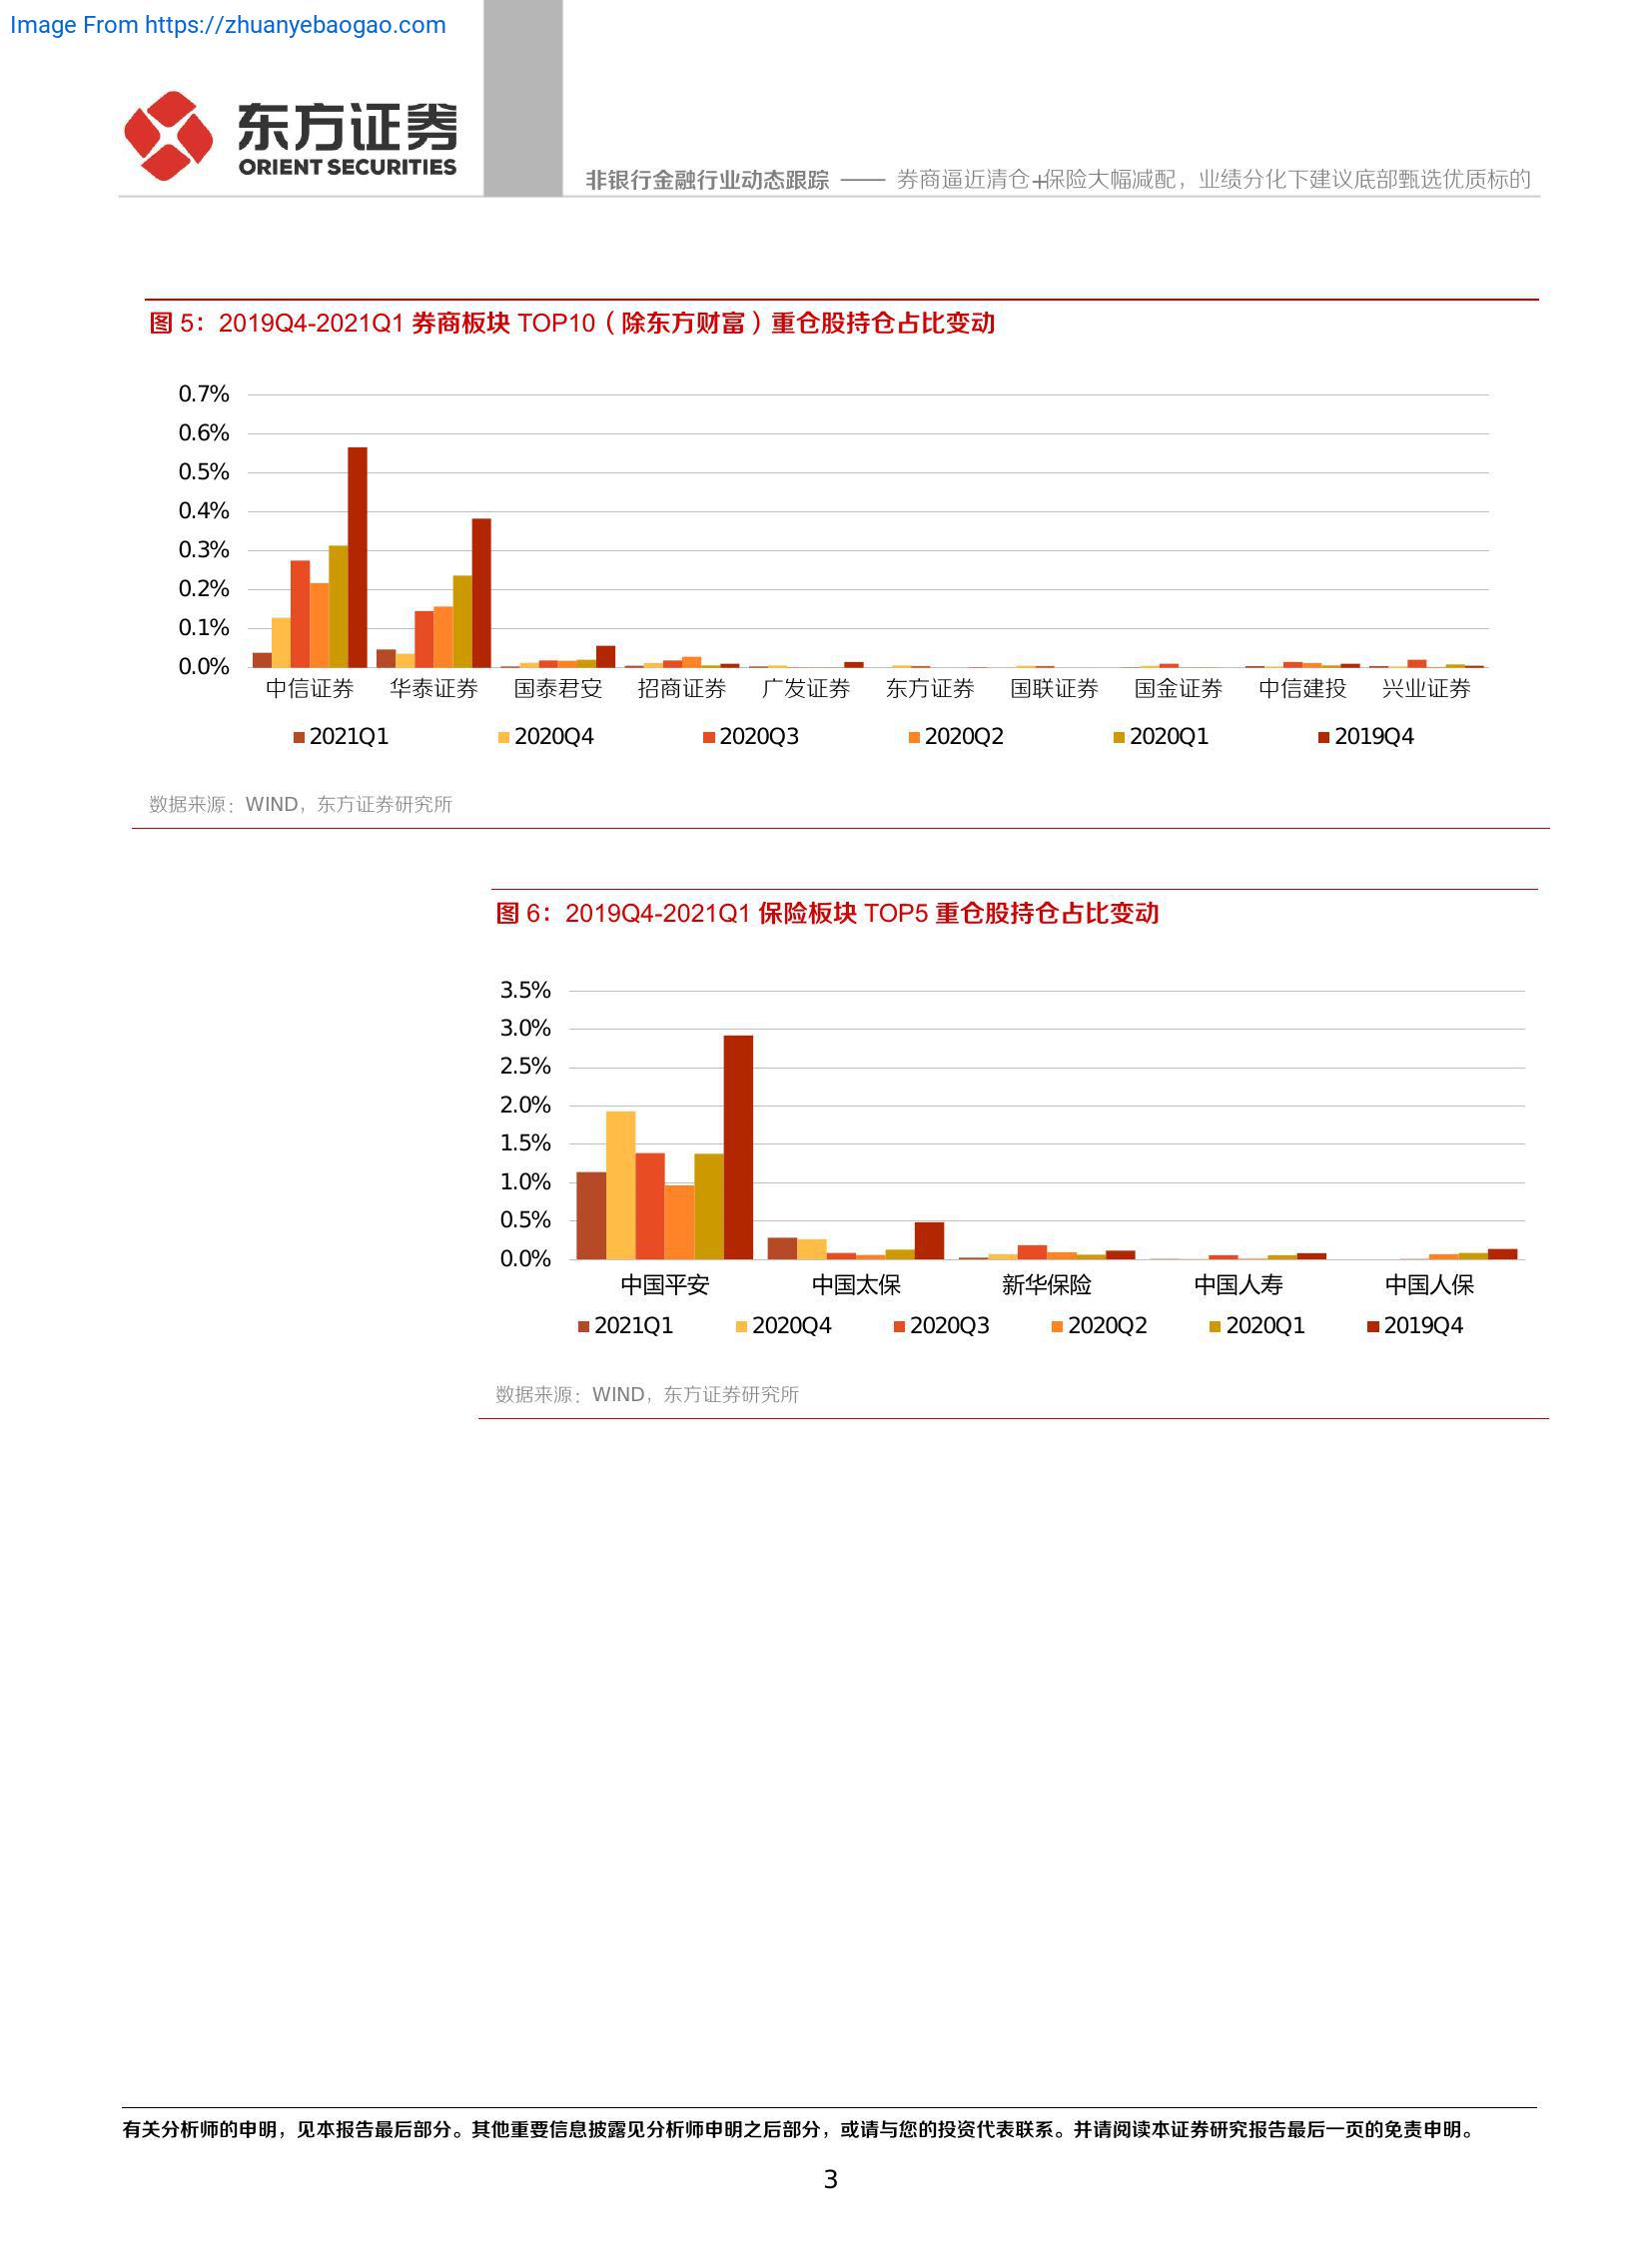 Image From https://zhuanyebaogao.com
东方证券
ORIENT SECURITIES
非银行金融行业动态跟踪 —— 券商逼近清仓+保险大幅减配，业绩分化下建议底部甄选优质标的
图 5：2019Q4-2021Q1 券商板块 TOP10（除东方财富）重仓股持仓占比变动
0.7%
0.6%
0.5%
0.4%
0.3%
0.2%
0.1%
0.0%
中信证券 华泰证券 国泰君安 招商证券 广发证券 东方证券 国联证券 国金证券 中信建投 兴业证券
2021Q1 2020Q4 2020Q3 2020Q2 2020Q1 2019Q4
数据来源：WIND，东方证券研究所
图 6：2019Q4-2021Q1 保险板块 TOP5 重仓股持仓占比变动
3.5%
3.0%
2.5%
2.0%
1.5%
1.0%
0.5%
0.0%
中国平安 中国太保 新华保险 中国人寿 中国人保
2021Q1 2020Q4 2020Q3 2020Q2 2020Q1 2019Q4
数据来源：WIND，东方证券研究所
有关分析师的申明，见本报告最后部分。其他重要信息披露见分析师申明之后部分，或请与您的投资代表联系。并请阅读本证券研究报告最后一页的免责申明。
3